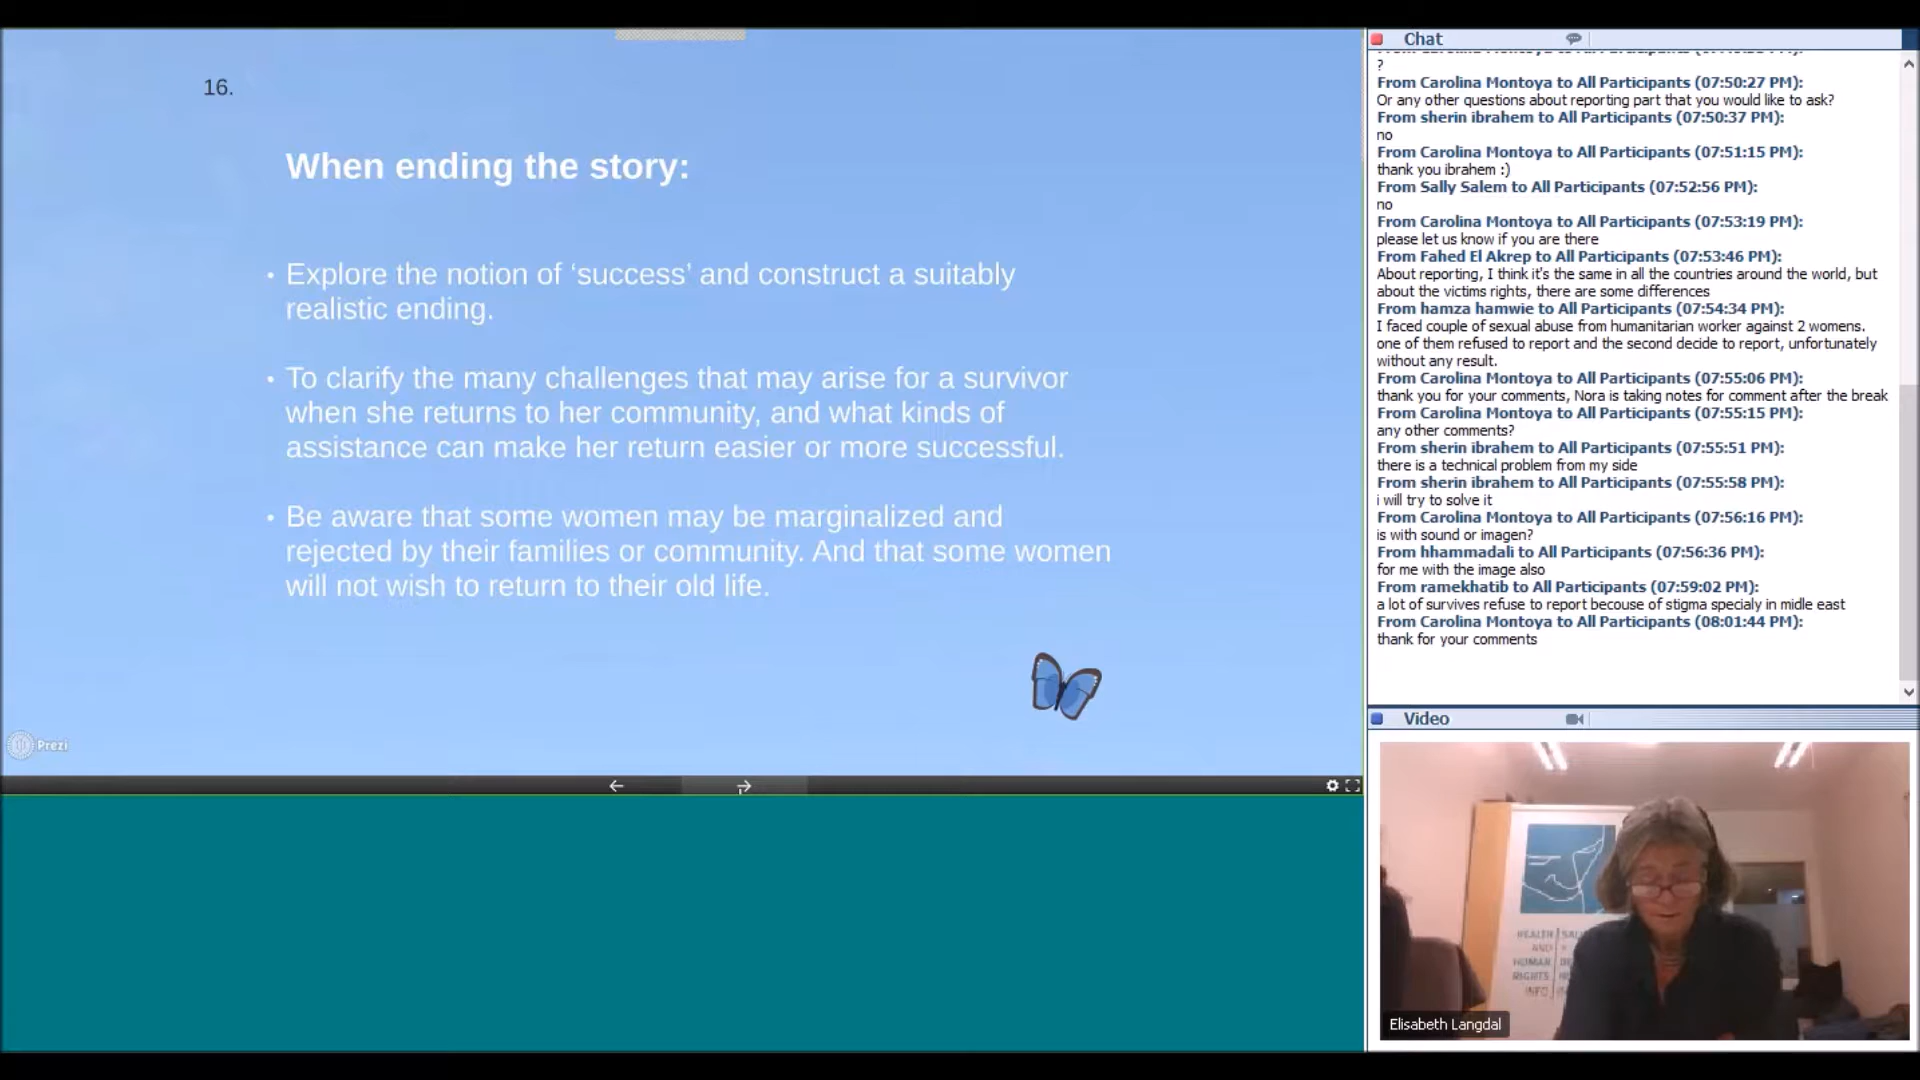 16.
When ending the story:
• Explore the notion of ‘success’ and construct a suitably
realistic ending.
• To clarify the many challenges that may arise for a survivor
when she returns to her community, and what kinds of
assistance can make her return easier or more successful.
• Be aware that some women may be marginalized and
rejected by their families or community. And that some women
will not wish to return to their old life.
Prezi
Chat
?
From Carolina Montoya to All Participants (07:50:27 PM):
Or any other questions about reporting part that you would like to ask?
From sherin ibrahem to All Participants (07:50:37 PM):
no
From Carolina Montoya to All Participants (07:51:15 PM):
thank you ibrahem :)
From Sally Salem to All Participants (07:52:56 PM):
no
From Carolina Montoya to All Participants (07:53:19 PM):
please let us know if you are there
From Fahed El Akrep to All Participants (07:53:46 PM):
About reporting, I think it's the same in all the countries around the world, but
about the victims rights, there are some differences
From hamza hamwie to All Participants (07:54:34 PM):
I faced couple of sexual abuse from humanitarian worker against 2 womens.
one of them refused to report and the second decide to report, unfortunately
without any result.
From Carolina Montoya to All Participants (07:55:06 PM):
thank you for your comments, Nora is taking notes for comment after the break
From Carolina Montoya to All Participants (07:55:15 PM):
any other comments?
From sherin ibrahem to All Participants (07:55:51 PM):
there is a technical problem from my side
From sherin ibrahem to All Participants (07:55:58 PM):
i will try to solve it
From Carolina Montoya to All Participants (07:56:16 PM):
is with sound or imagen?
From hhammadali to All Participants (07:56:36 PM):
for me with the image also
From ramekhatib to All Participants (07:59:02 PM):
a lot of survives refuse to report becouse of stigma specialy in midle east
From Carolina Montoya to All Participants (08:01:44 PM):
thank for your comments
Video
HEALTH
AND
HUMAN
RIGHTS
INFO
Elisabeth Langdal